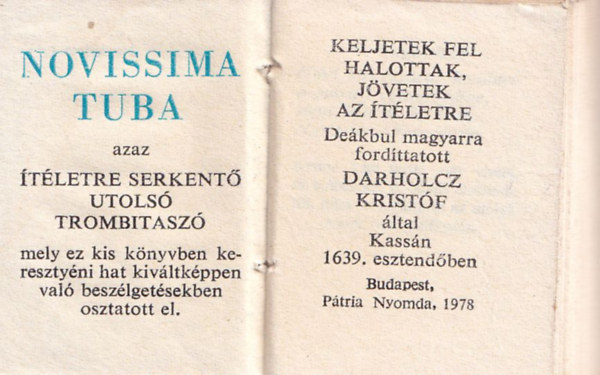 NOVISSIMA
TUBA
azaz
ÍTÉLETRE SERKENTŐ
UTOLSÓ
TROMBITASZÓ
mely ez kis könyvben ke-
resztyéni hat kiváltképpen
való beszélgetésekben
osztatott el.
KELJETEK FEL
HALOTTAK,
JÖVETEK
AZ ÍTÉLETRE
Deákbul magyarra
fordíttatott
DARHOLCZ
KRISTÓF
által
Kassán
1639. esztendőben
Budapest,
Pátria Nyomda, 1978